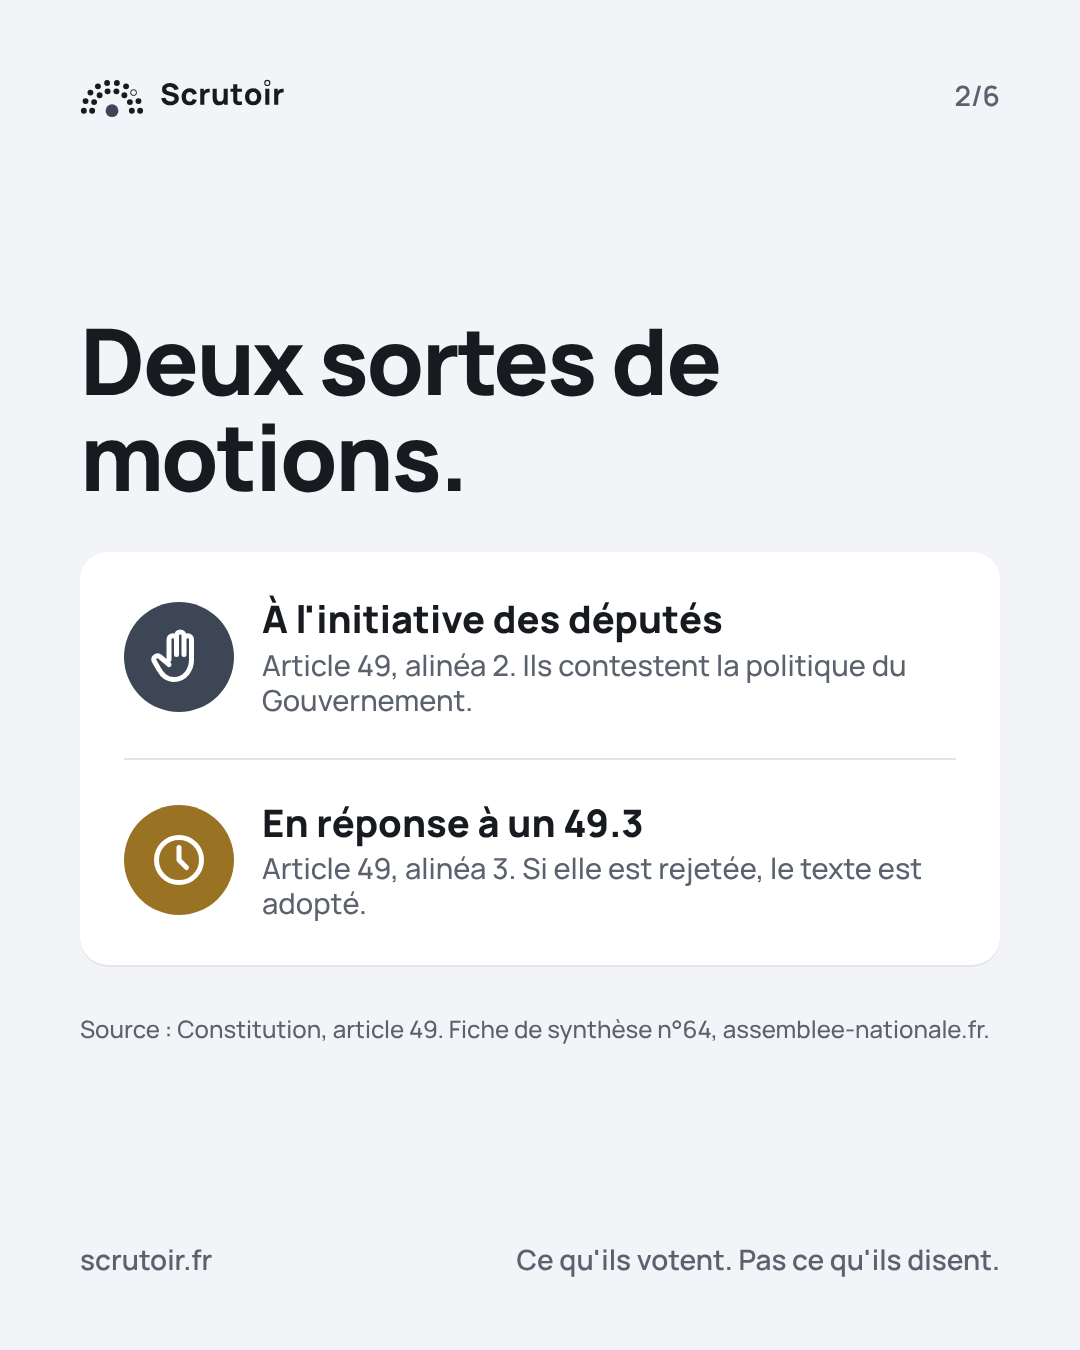 Scrutoir
2/6
Deux sortes de
motions.
À l'initiative des députés
Article 49, alinéa 2. Ils contestent la politique du
Gouvernement.
En réponse à un 49.3
Article 49, alinéa 3. Si elle est rejetée, le texte est
adopté.
Source : Constitution, article 49. Fiche de synthèse n°64, assemblee-nationale.fr.
scrutoir.fr
Ce qu'ils votent. Pas ce qu'ils disent.